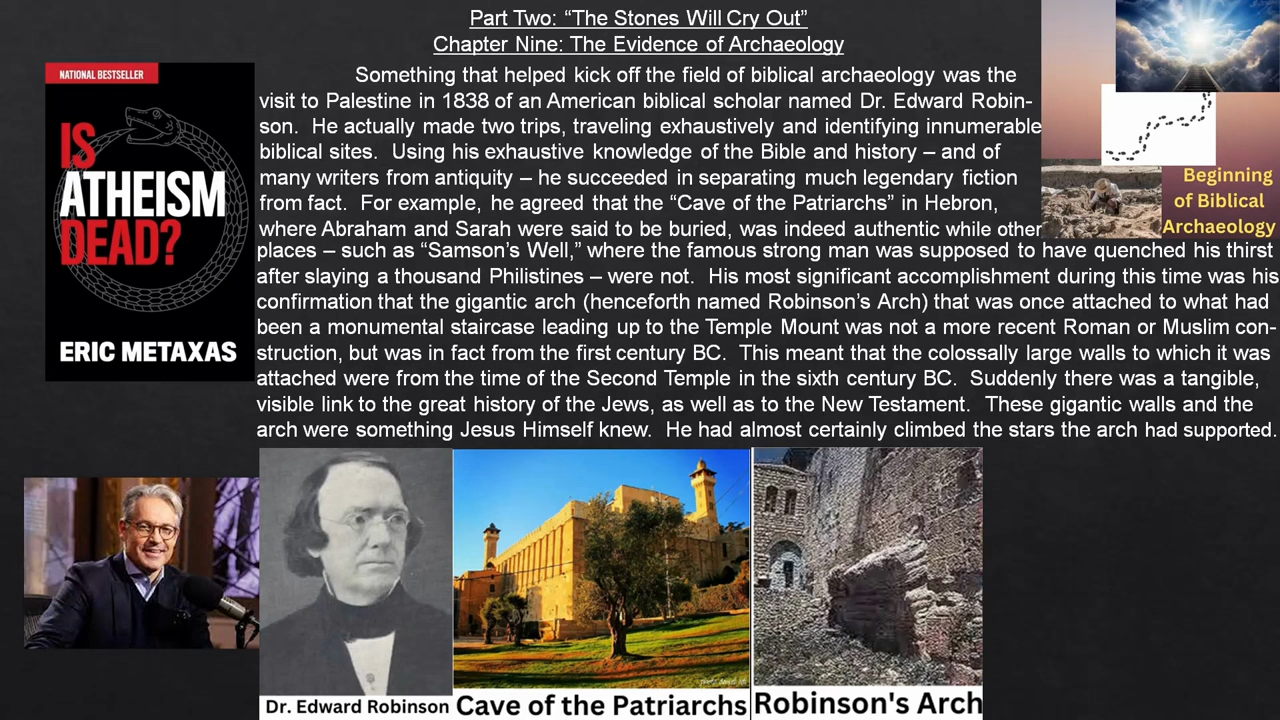 Part Two: “The Stones Will Cry Out”
Chapter Nine: The Evidence of Archaeology
Something that helped kick off the field of biblical archaeology was the
visit to Palestine in 1838 of an American biblical scholar named Dr. Edward Robin-
son. He actually made two trips, traveling exhaustively and identifying innumerable
biblical sites. Using his exhaustive knowledge of the Bible and history – and of
many writers from antiquity – he succeeded in separating much legendary fiction
from fact. For example, he agreed that the “Cave of the Patriarchs” in Hebron,
where Abraham and Sarah were said to be buried, was indeed authentic while other
places – such as “Samson’s Well,” where the famous strong man was supposed to have quenched his thirst
after slaying a thousand Philistines – were not. His most significant accomplishment during this time was his
confirmation that the gigantic arch (henceforth named Robinson’s Arch) that was once attached to what had
been a monumental staircase leading up to the Temple Mount was not a more recent Roman or Muslim con-
struction, but was in fact from the first century BC. This meant that the colossally large walls to which it was
attached were from the time of the Second Temple in the sixth century BC. Suddenly there was a tangible,
visible link to the great history of the Jews, as well as to the New Testament. These gigantic walls and the
arch were something Jesus Himself knew. He had almost certainly climbed the stars the arch had supported.
NATIONAL BESTSELLER
IS
ATHEISM
DEAD?
ERIC METAXAS
Beginning
of Biblical
Archaeology
Dr. Edward Robinson
Cave of the Patriarchs
Robinson's Arch